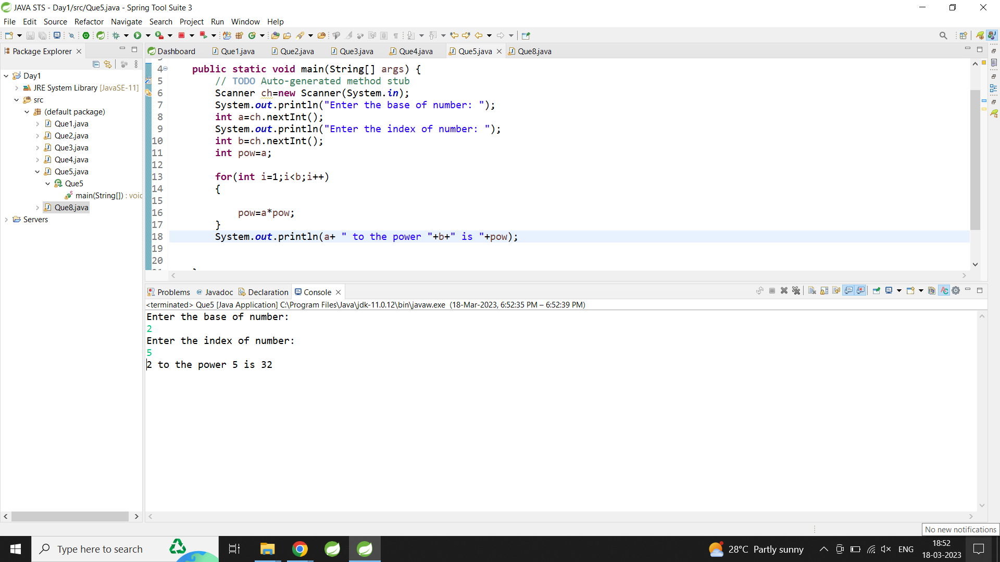 JAVA STS - Day1/src/Que5.java - Spring Tool Suite 3
File Edit Source Refactor Navigate Search Project Run Window Help
Package Explorer
Dashboard Que1.java Que2.java Que3.java Que4.java Que5.java Que8.java
Day1
JRE System Library [JavaSE-11]
src
(default package)
Que1.java
Que2.java
Que3.java
Que4.java
Que5.java
Que5
main(String[]) : void
Que8.java
Servers
4 public static void main(String[] args) {
5 // TODO Auto-generated method stub
6 Scanner ch=new Scanner(System.in);
7 System.out.println("Enter the base of number: ");
8 int a=ch.nextInt();
9 System.out.println("Enter the index of number: ");
10 int b=ch.nextInt();
11 int pow=a;
12
13 for(int i=1;i<b;i++)
14 {
15
16 pow=a*pow;
17 }
18 System.out.println(a+ " to the power "+b+" is "+pow);
19
20
Problems Javadoc Declaration Console
<terminated> Que5 [Java Application] C:\Program Files\Java\jdk-11.0.12\bin\javaw.exe (18-Mar-2023, 6:52:35 PM – 6:52:39 PM)
Enter the base of number:
2
Enter the index of number:
5
2 to the power 5 is 32
No new notifications
Type here to search
28°C Partly sunny
ENG
18:52
18-03-2023